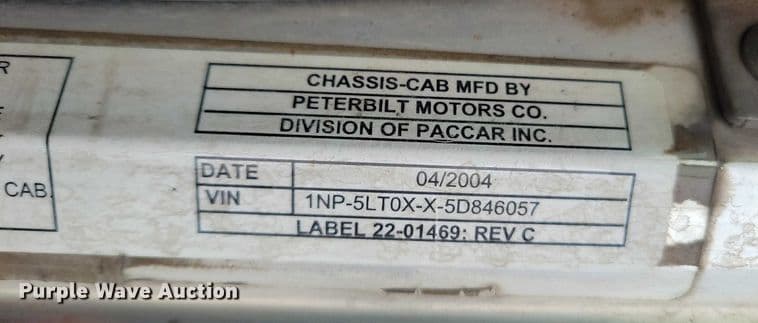 CHASSIS-CAB MFD BY
PETERBILT MOTORS CO.
DIVISION OF PACCAR INC.
DATE 04/2004
VIN 1NP-5LT0X-X-5D846057
LABEL 22-01469: REV C
CAB
Purple Wave Auction